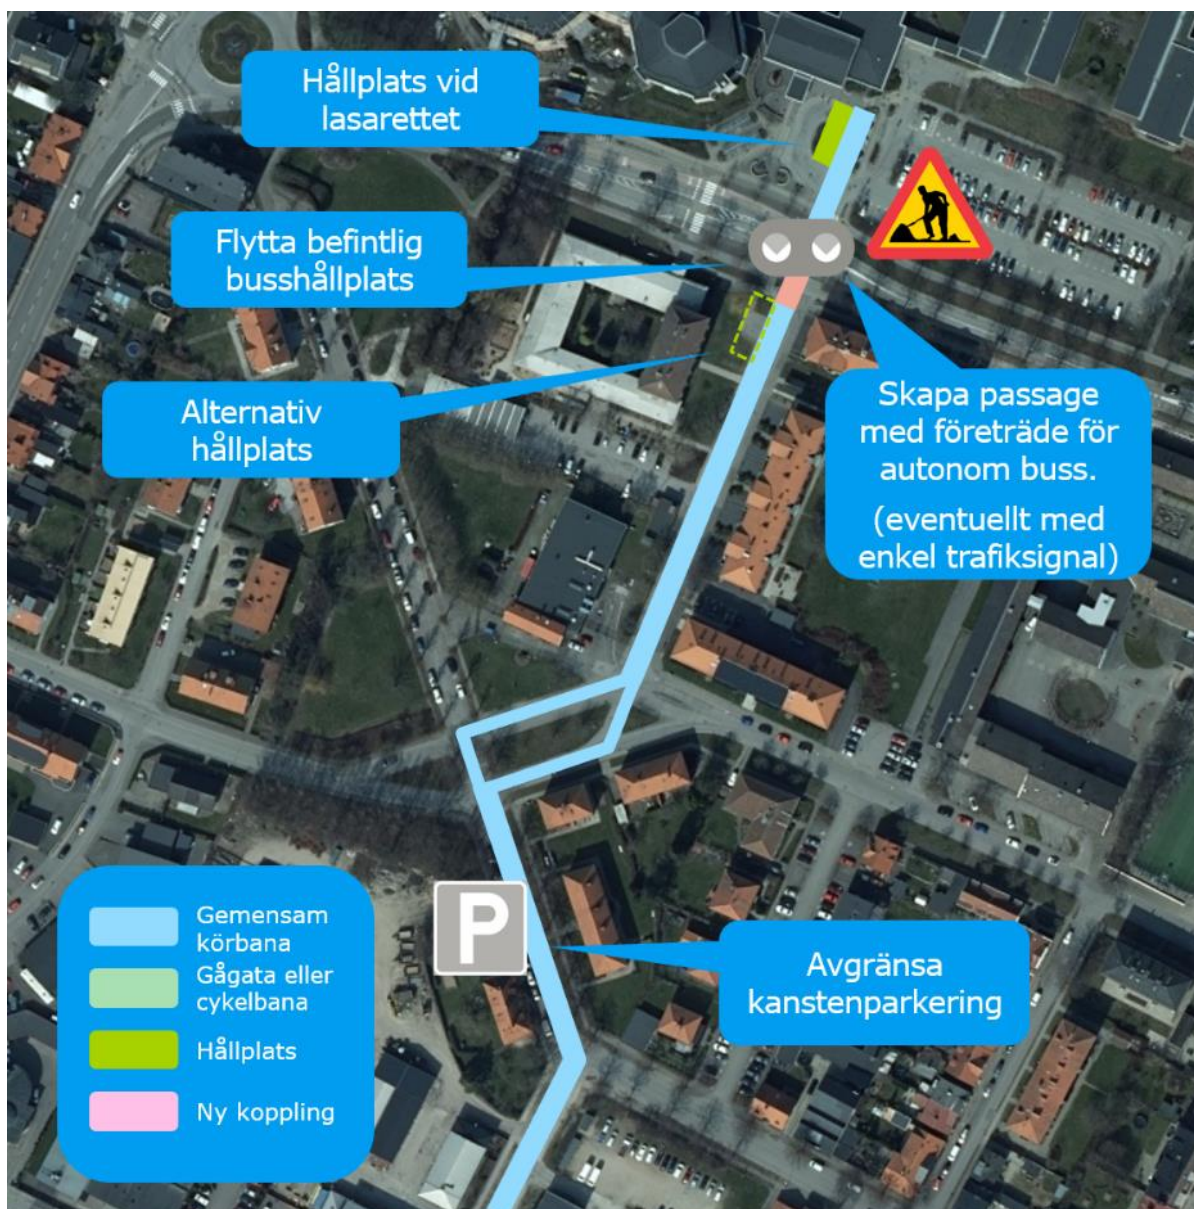 Hållplats vid
lasarettet
Flytta befintlig
busshållplats
Alternativ
hållplats
Skapa passage
med företräde för
autonom buss.
(eventuellt med
enkel trafiksignal)
P
Avgränsa
kanstenparkering
Gemensam
körbana
Gågata eller
cykelbana
Hållplats
Ny koppling